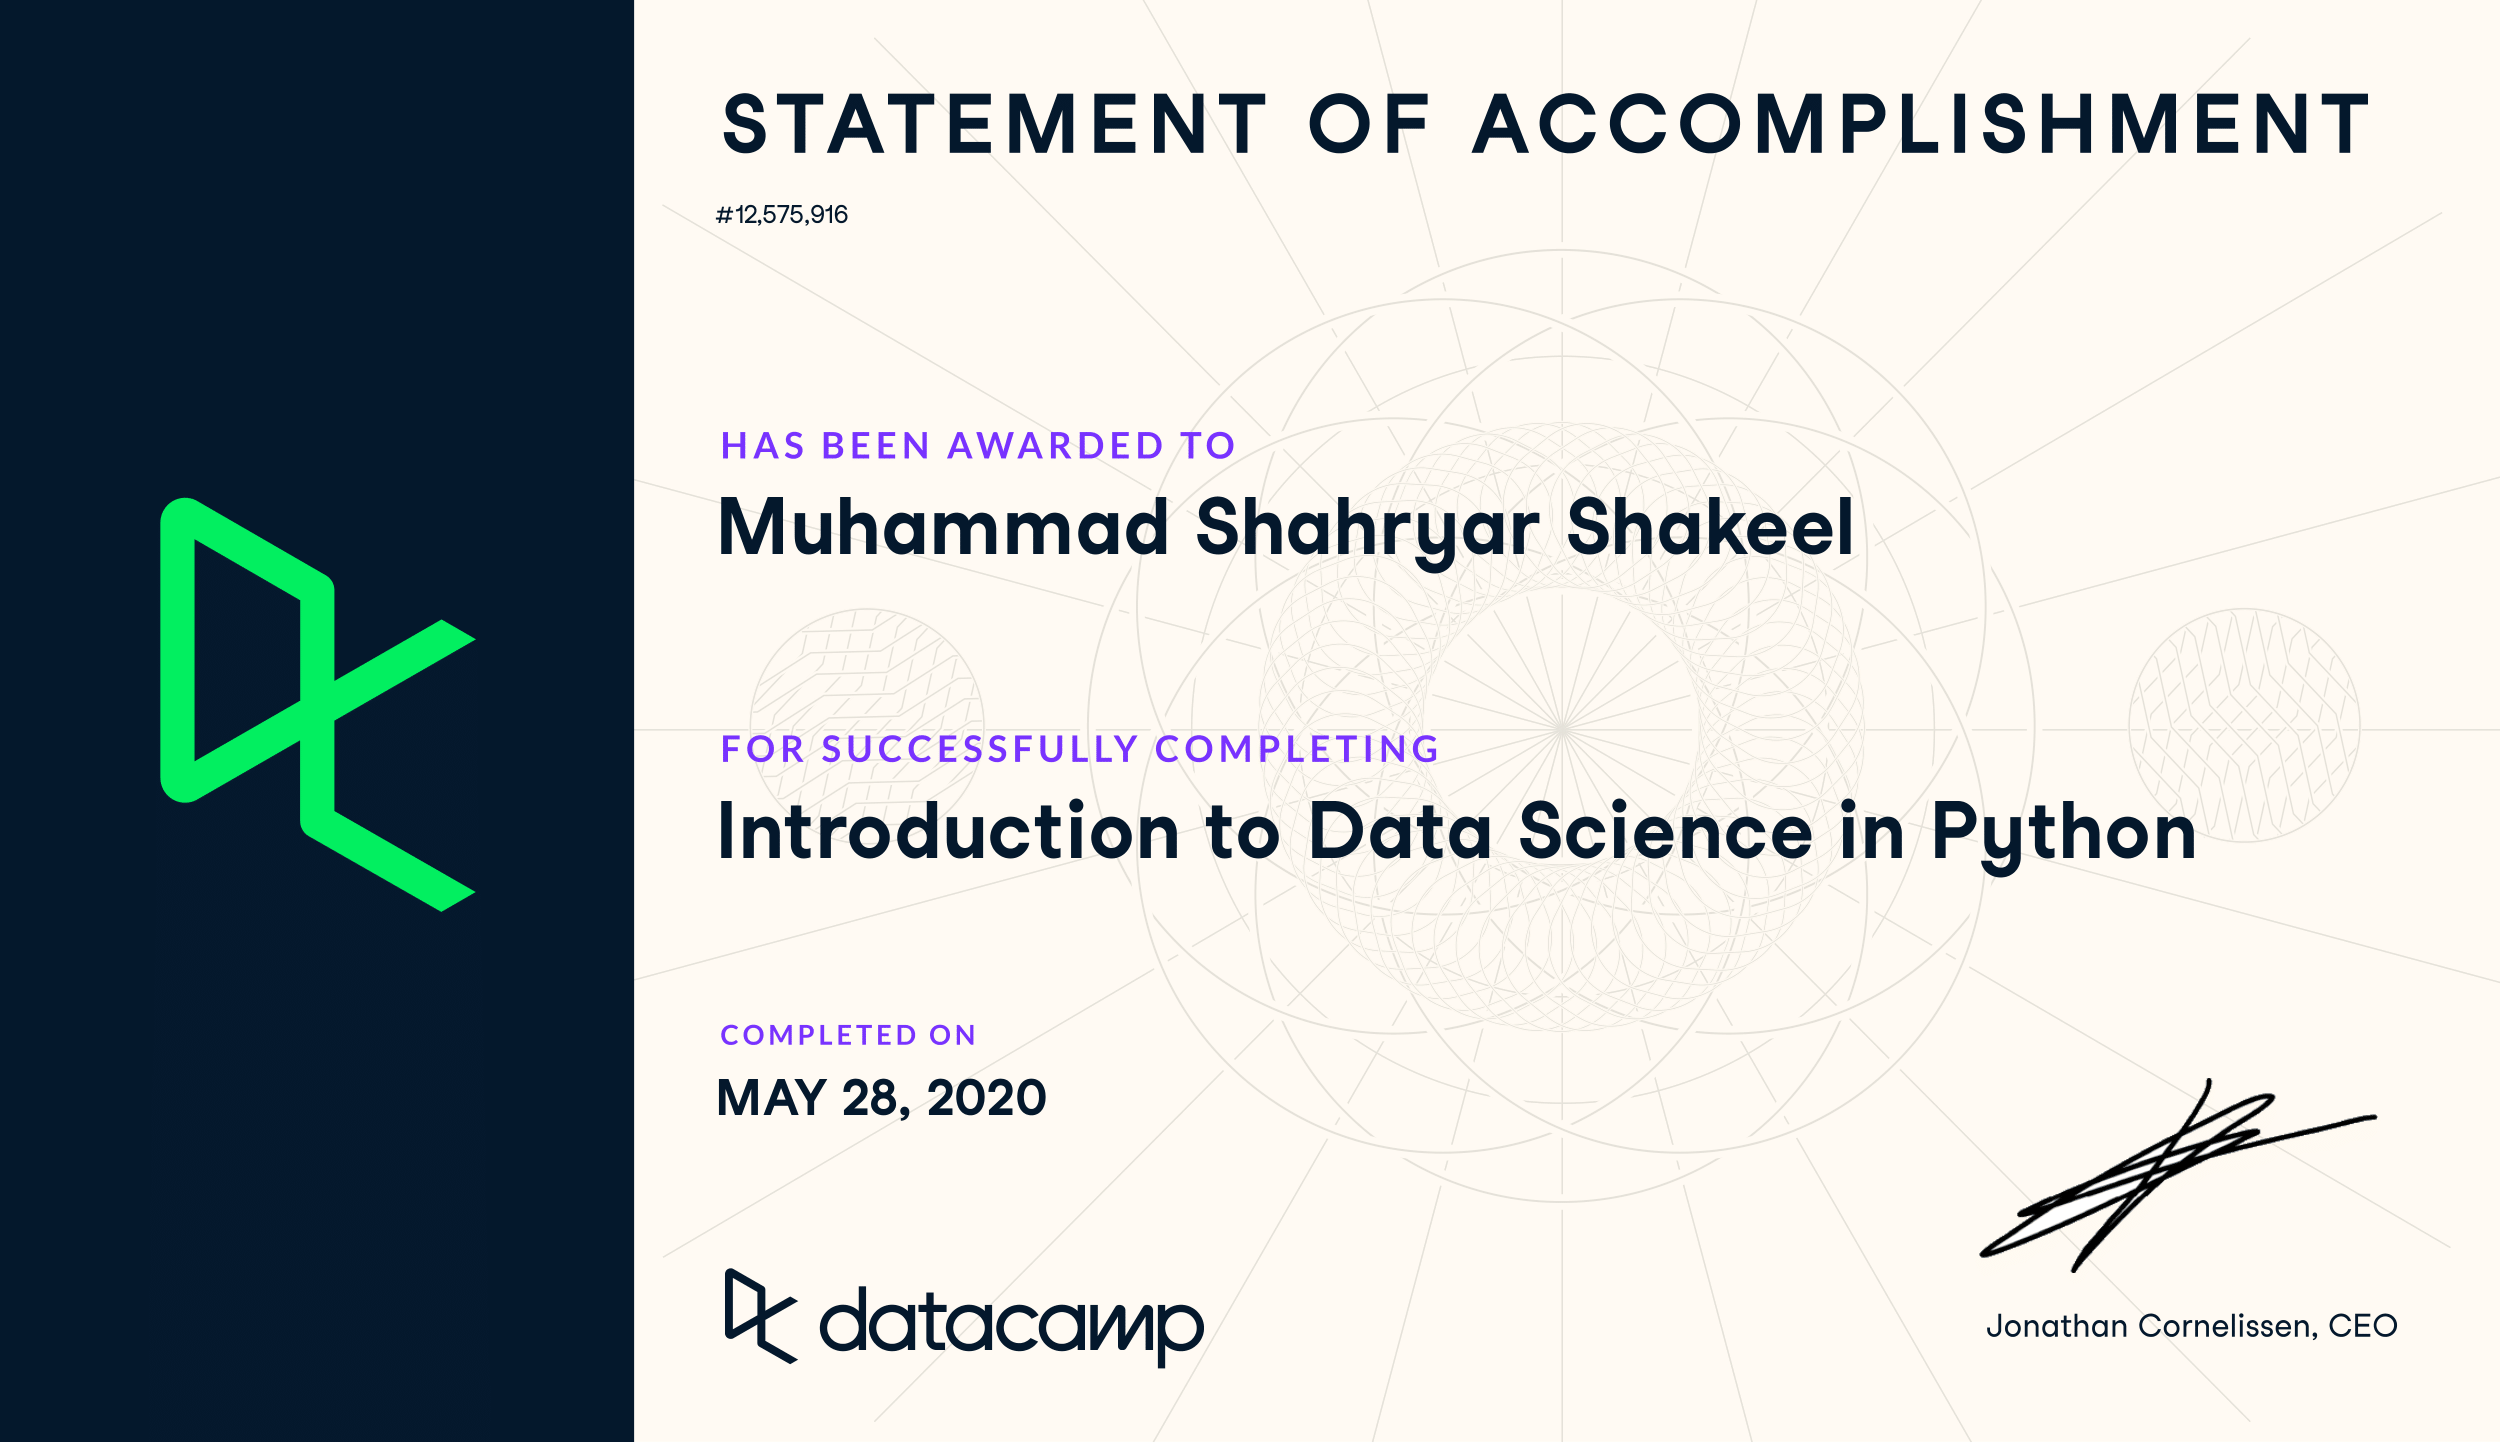 STATEMENT OF ACCOMPLISHMENT
#12,575,916
HAS BEEN AWARDED TO
Muhammad Shahryar Shakeel
FOR SUCCESSFULLY COMPLETING
Introduction to Data Science in Python
COMPLETED ON
MAY 28, 2020
datacamp
Jonathan Cornelissen, CEO